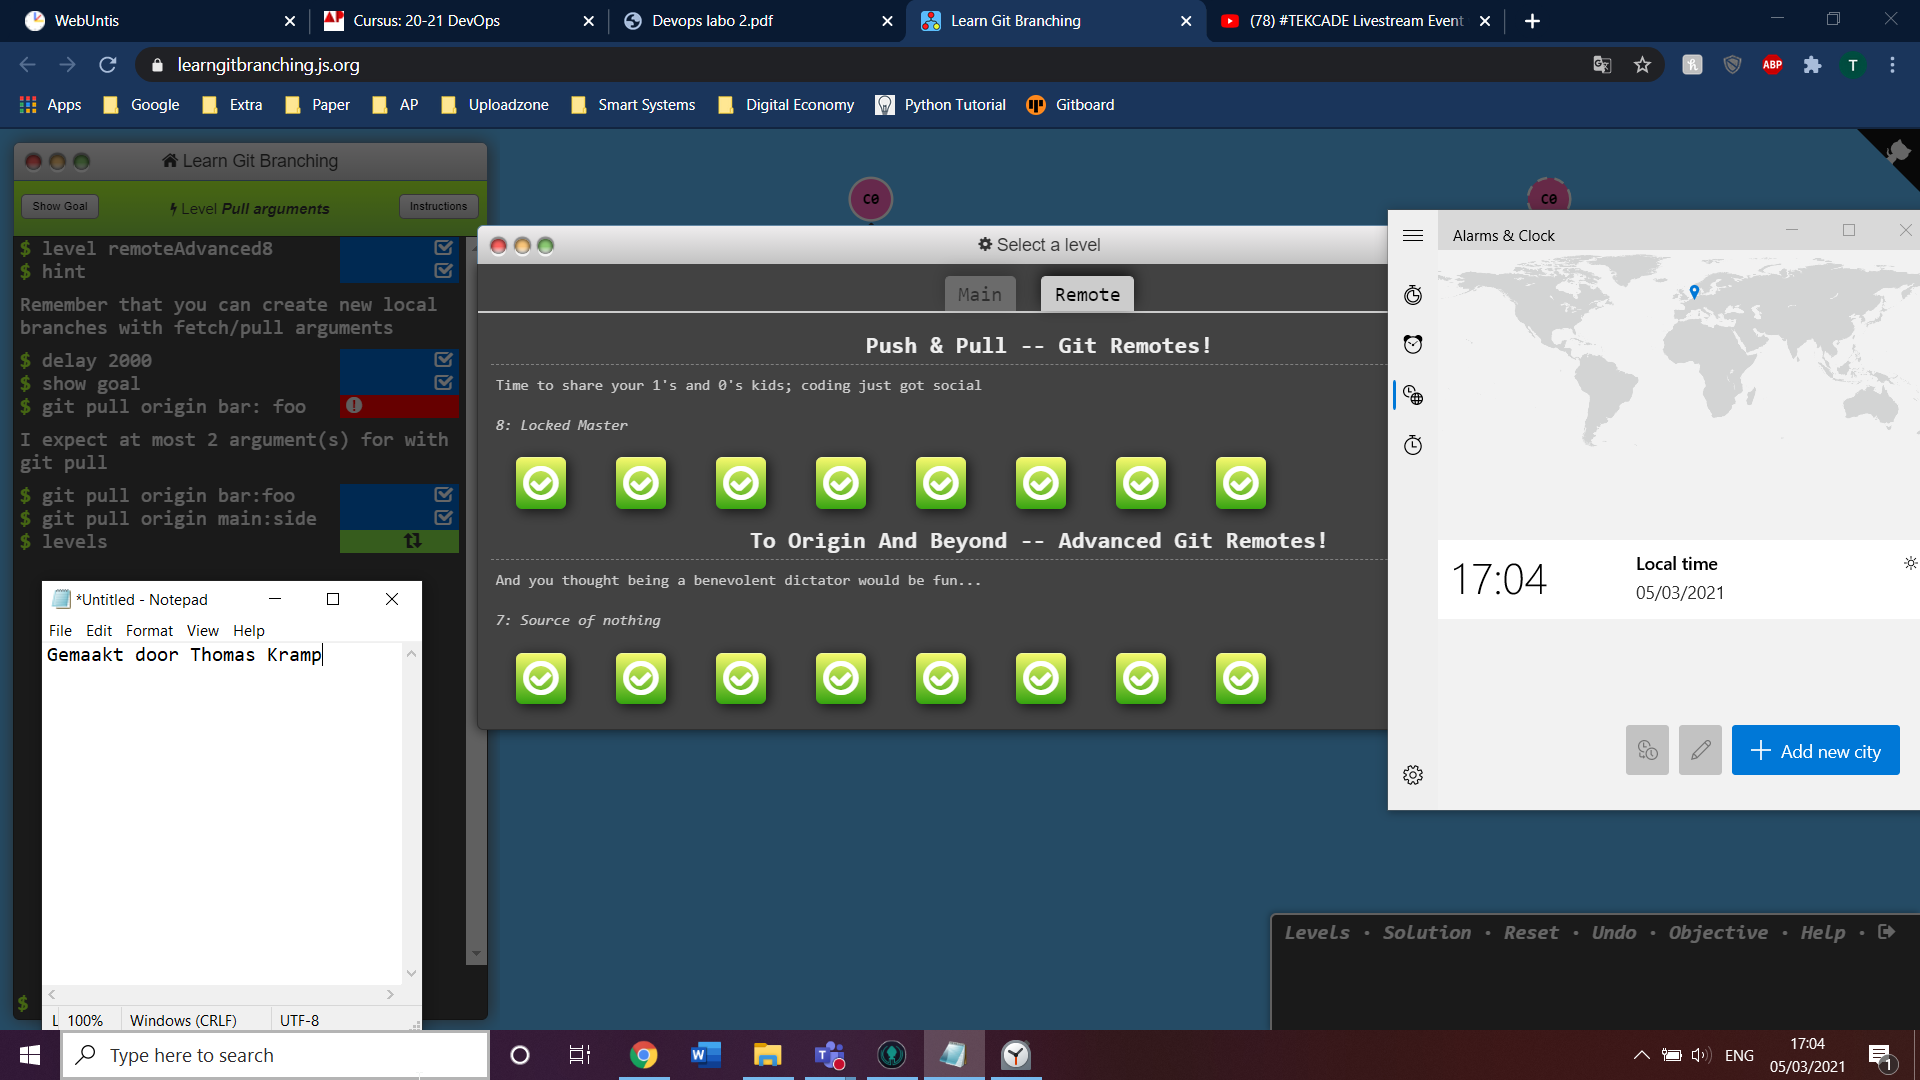 WebUntis
Cursus: 20-21 DevOps
Devops labo 2.pdf
Learn Git Branching
(78) #TEKCADE Livestream Event
learngitbranching.js.org
ABP
T
Apps
Google
Extra
Paper
AP
Uploadzone
Smart Systems
Digital Economy
Python Tutorial
Gitboard
Learn Git Branching
Show Goal
Level Pull arguments
Instructions
$ level remoteAdvanced8
$ hint
Remember that you can create new local
branches with fetch/pull arguments
$ delay 2000
$ show goal
$ git pull origin bar: foo
I expect at most 2 argument(s) for with
git pull
$ git pull origin bar:foo
$ git pull origin main:side
$ levels
$
C0
C0
Select a level
Main
Remote
Push & Pull -- Git Remotes!
Time to share your 1's and 0's kids; coding just got social
8: Locked Master
To Origin And Beyond -- Advanced Git Remotes!
And you thought being a benevolent dictator would be fun...
7: Source of nothing
Alarms & Clock
17:04
Local time
05/03/2021
Add new city
*Untitled - Notepad
File Edit Format View Help
Gemaakt door Thomas Kramp
L 100% Windows (CRLF) UTF-8
Levels · Solution · Reset · Undo · Objective · Help ·
Type here to search
ENG
17:04
05/03/2021
1